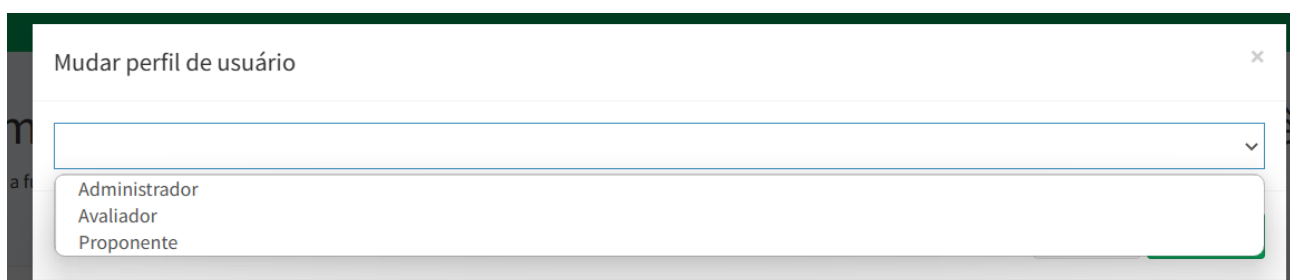 Mudar perfil de usuário ×
m
a f
Administrador
Avaliador
Proponente